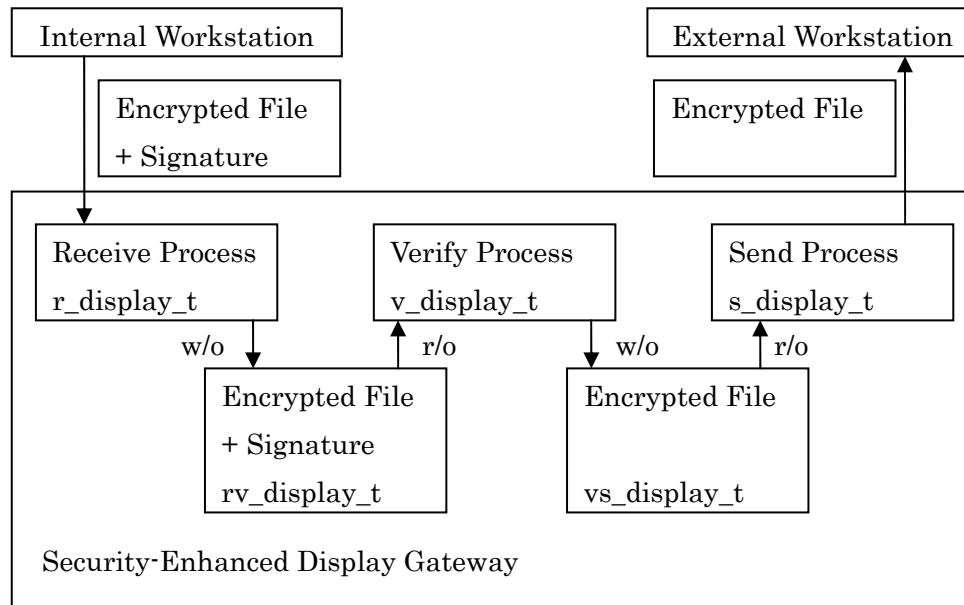 Internal Workstation
External Workstation
Encrypted File
+ Signature
Encrypted File
Receive Process
r_display_t
Verify Process
v_display_t
Send Process
s_display_t
w/o
r/o
w/o
r/o
Encrypted File
+ Signature
rv_display_t
Encrypted File
vs_display_t
Security-Enhanced Display Gateway